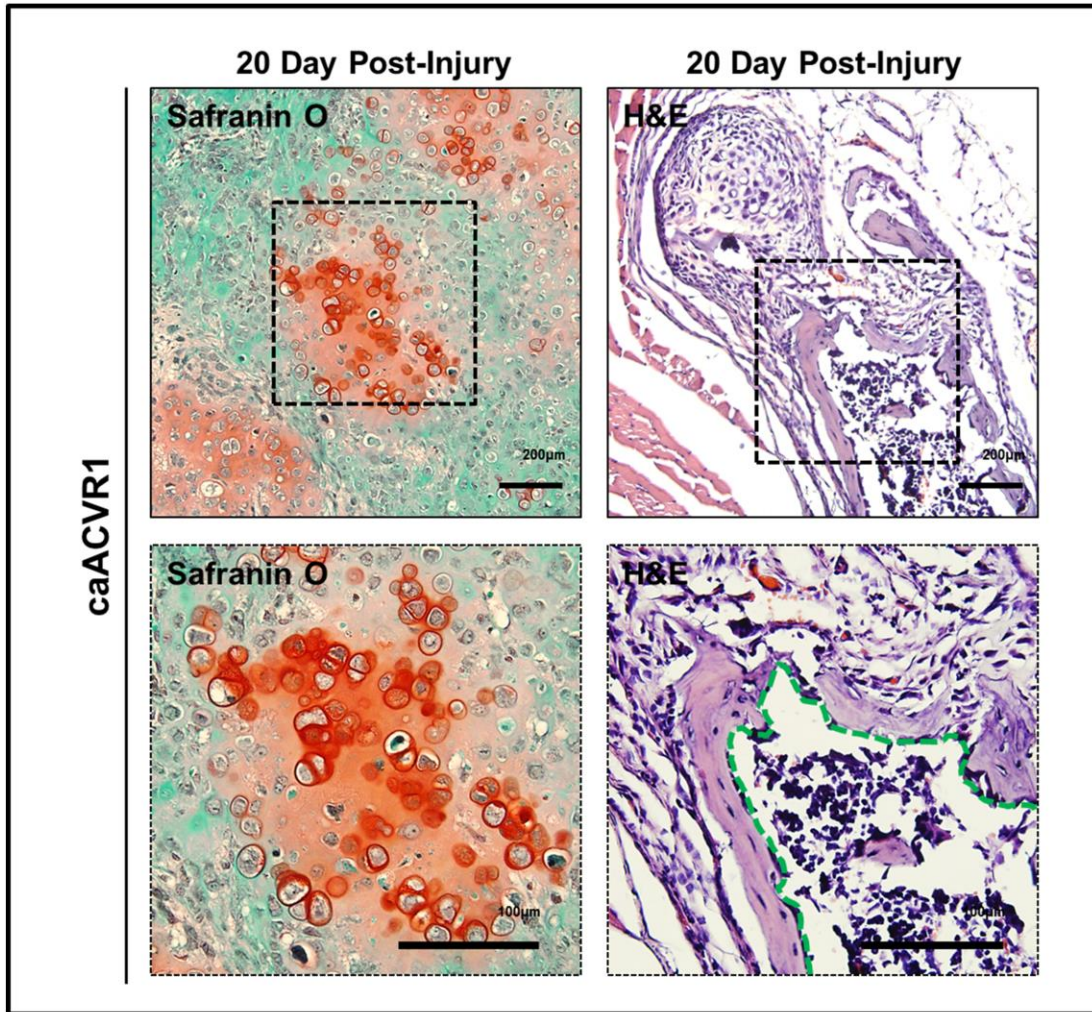 20 Day Post-Injury
20 Day Post-Injury
caACVR1
Safranin O
H&E
200µm
200µm
Safranin O
H&E
100µm
100µm